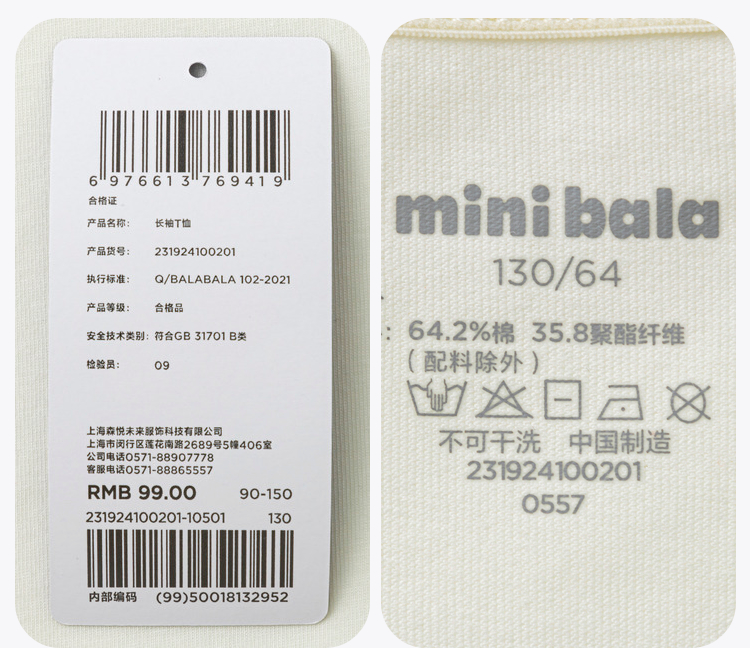 6 976613 769419
合格证
产品名称: 长袖T恤
产品货号: 231924100201
执行标准: Q/BALABALA 102-2021
产品等级: 合格品
安全技术类别: 符合GB 31701 B类
检验员: 09
上海森悦未来服饰科技有限公司
上海市闵行区莲花南路2689号5幢406室
公司电话0571-88907778
客服电话0571-88865557
RMB 99.00 90-150
231924100201-10501 130
内部编码 (99)50018132952
mini bala
130/64
: 64.2%棉 35.8聚酯纤维
(配料除外)
不可干洗 中国制造
231924100201
0557